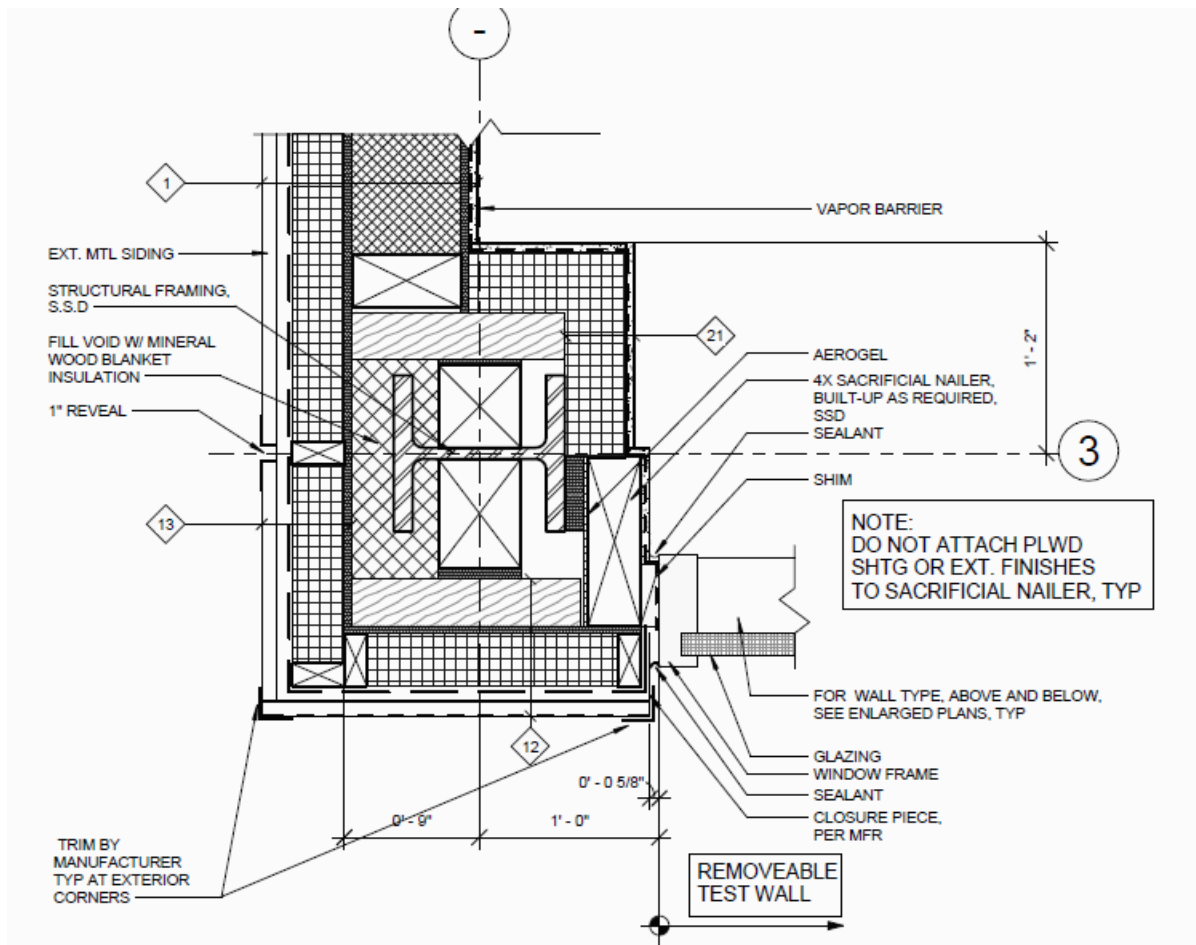 -
1
VAPOR BARRIER
EXT. MTL SIDING
STRUCTURAL FRAMING,
S.S.D
FILL VOID W/ MINERAL
WOOD BLANKET
INSULATION
1" REVEAL
21
1' - 2"
AEROGEL
4X SACRIFICIAL NAILER,
BUILT-UP AS REQUIRED,
SSD
SEALANT
3
SHIM
13
NOTE:
DO NOT ATTACH PLWD
SHTG OR EXT. FINISHES
TO SACRIFICIAL NAILER, TYP
FOR WALL TYPE, ABOVE AND BELOW,
SEE ENLARGED PLANS, TYP
12
GLAZING
WINDOW FRAME
SEALANT
CLOSURE PIECE,
PER MFR
0' - 0 5/8"
0' - 9"
1' - 0"
TRIM BY
MANUFACTURER
TYP AT EXTERIOR
CORNERS
REMOVEABLE
TEST WALL